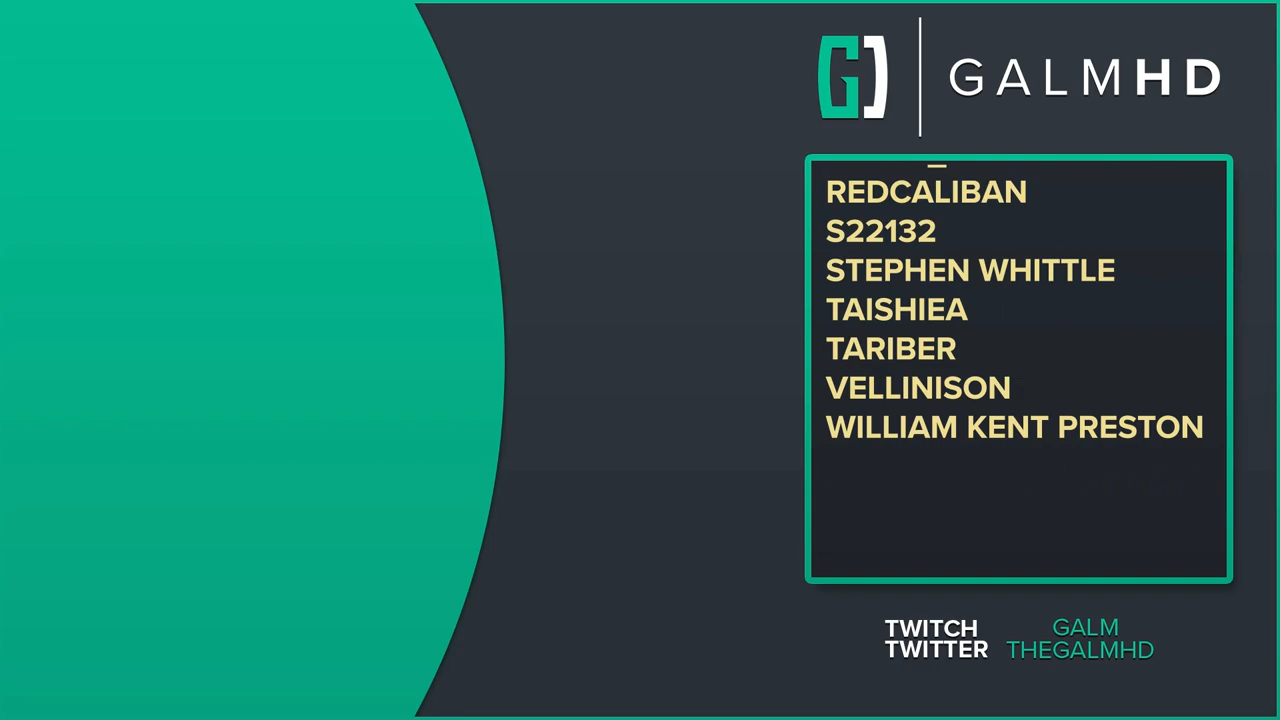 GALMHD
REDCALIBAN
S22132
STEPHEN WHITTLE
TAISHIEA
TARIBER
VELLINISON
WILLIAM KENT PRESTON
TWITCH GALM
TWITTER THEGALMHD